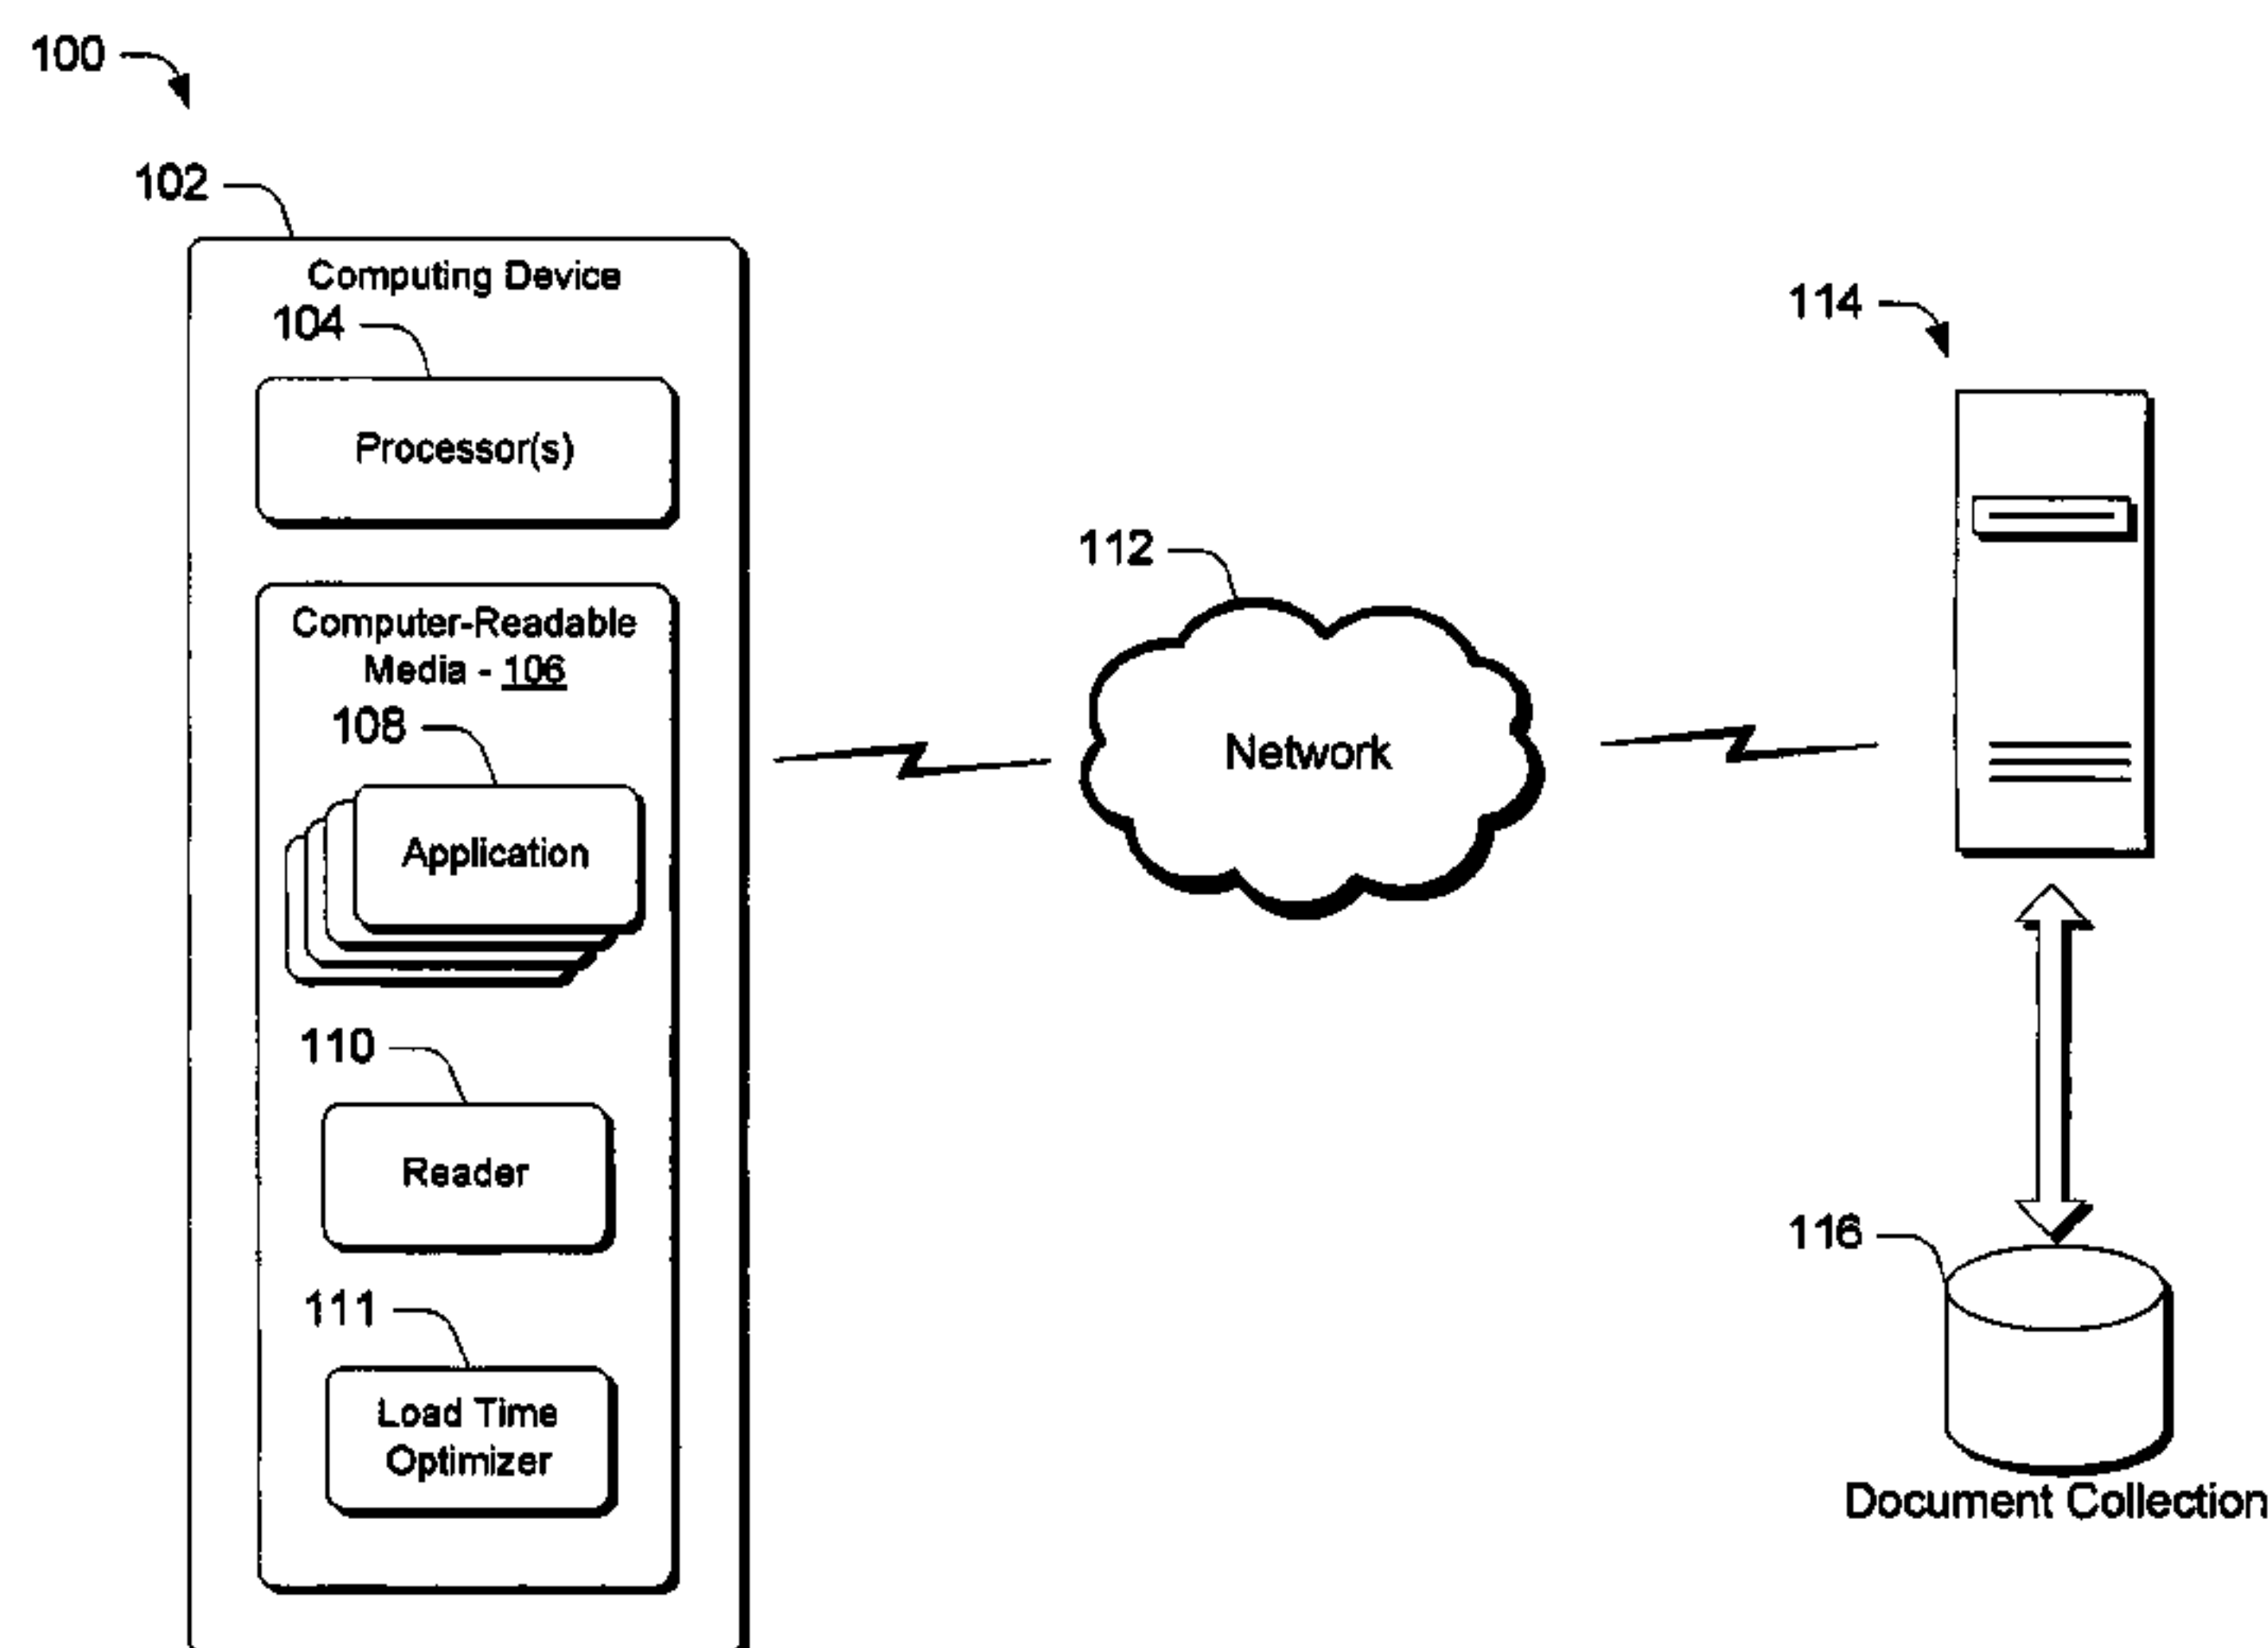 100
102
Computing Device
104
Processor(s)
Computer-Readable
Media - 106
108
Application
110
Reader
111
Load Time
Optimizer
112
Network
114
116
Document Collection